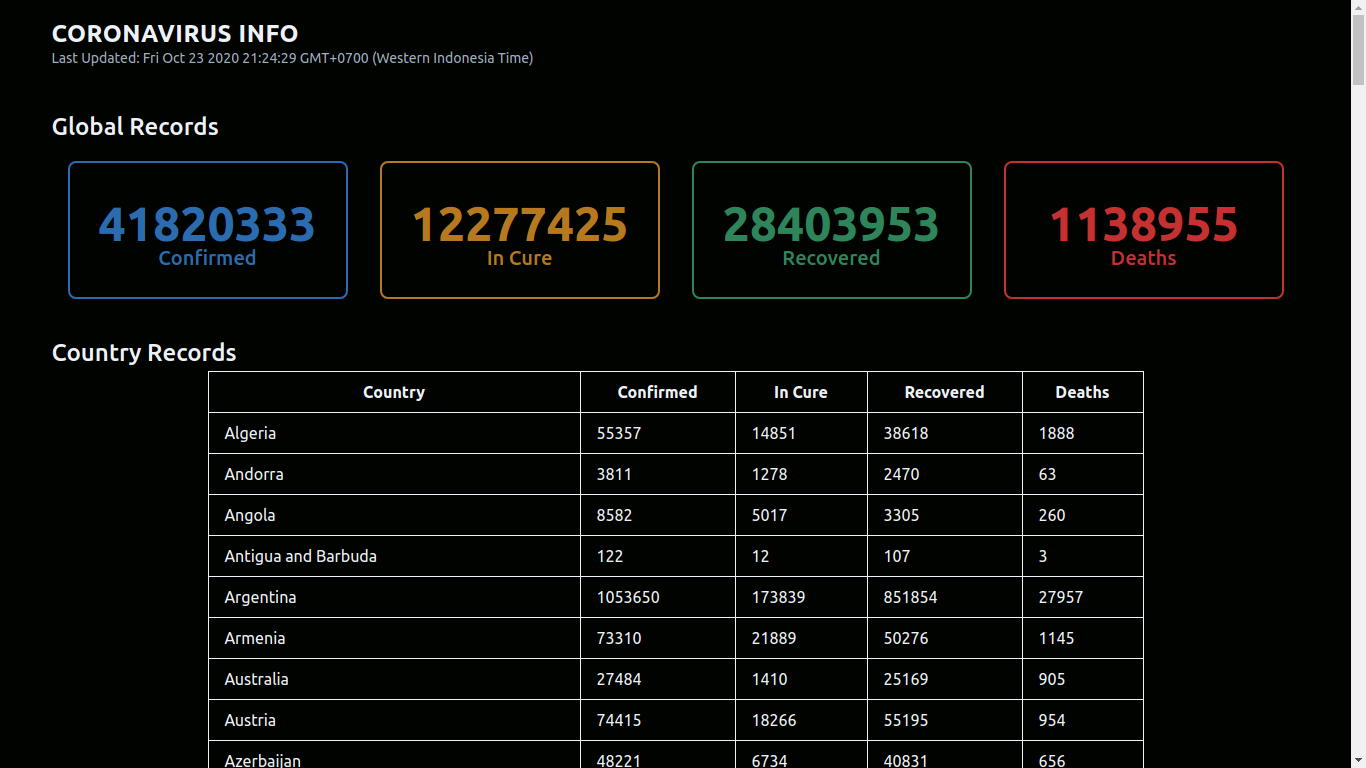 CORONAVIRUS INFO
Last Updated: Fri Oct 23 2020 21:24:29 GMT+0700 (Western Indonesia Time)
Global Records
41820333 12277425 28403953 1138955
Confirmed In Cure Recovered Deaths
Country Records
Country Confirmed In Cure Recovered Deaths
Algeria 55357 14851 38618 1888
Andorra 3811 1278 2470 63
Angola 8582 5017 3305 260
Antigua and Barbuda 122 12 107 3
Argentina 1053650 173839 851854 27957
Armenia 73310 21889 50276 1145
Australia 27484 1410 25169 905
Austria 74415 18266 55195 954
Azerbaijan 48221 6734 40831 656